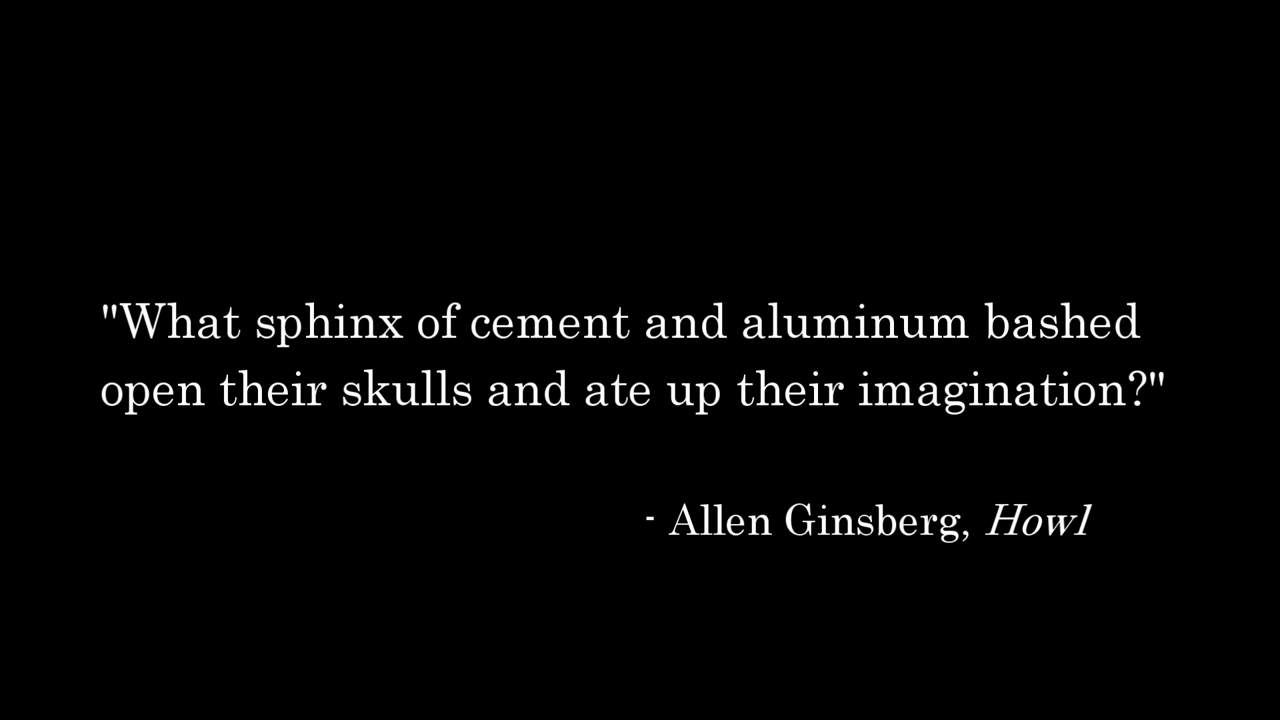 "What sphinx of cement and aluminum bashed
open their skulls and ate up their imagination?"
- Allen Ginsberg, Howl